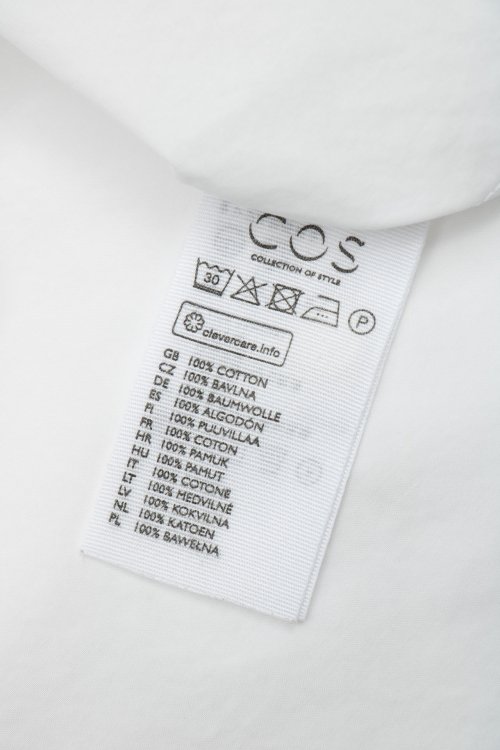 COS
COLLECTION OF STYLE
30
P
clevercare.info
GB 100% COTTON
CZ 100% BAVLNA
DE 100% BAUMWOLLE
ES 100% ALGODÓN
FI 100% PUUVILLAA
FR 100% COTON
HR 100% PAMUK
HU 100% PAMUT
IT 100% COTONE
LT 100% MEDVILNĖ
LV 100% KOKVILNA
NL 100% KATOEN
PL 100% BAWEŁNA